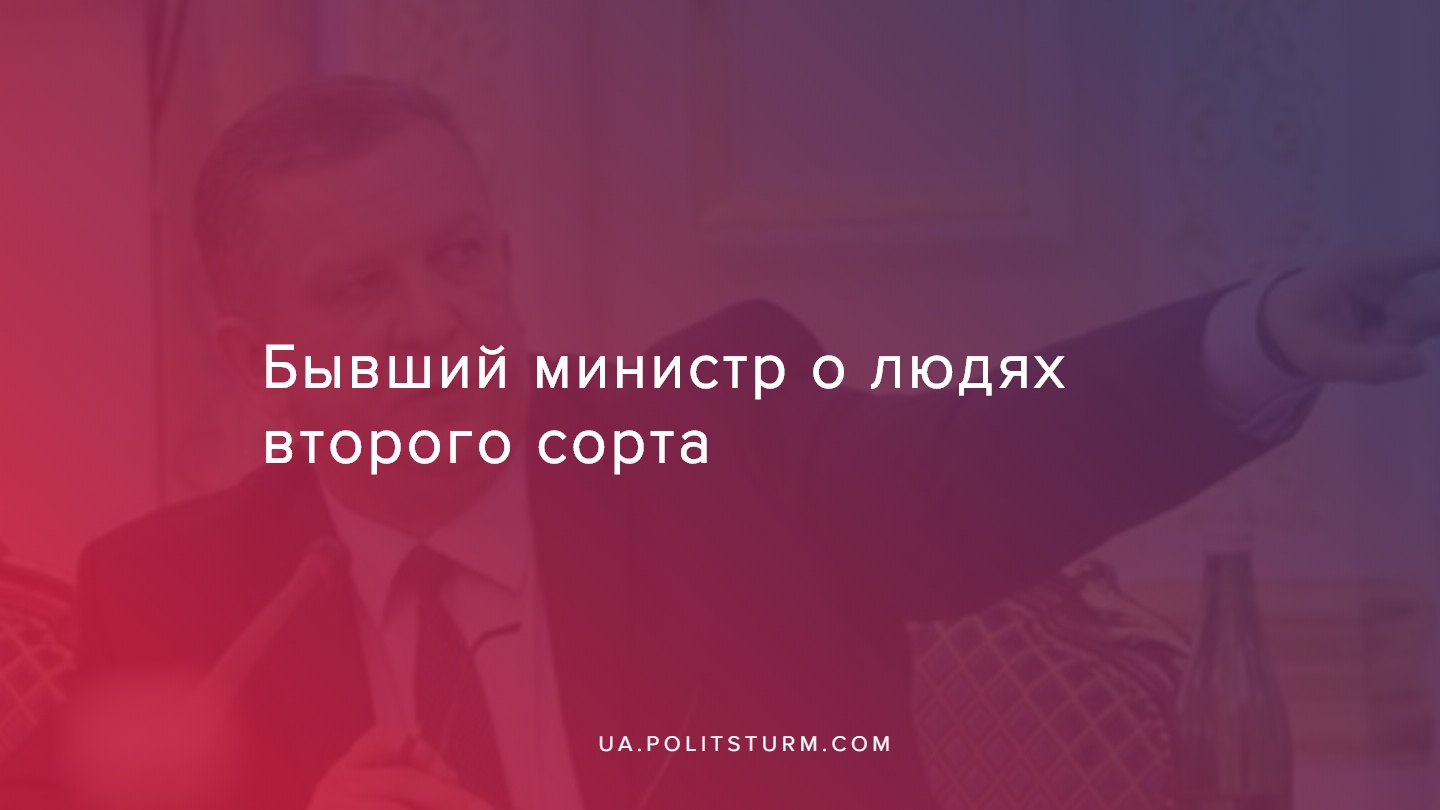 Бывший министр о людях
второго сорта
UA.POLITSTURM.COM